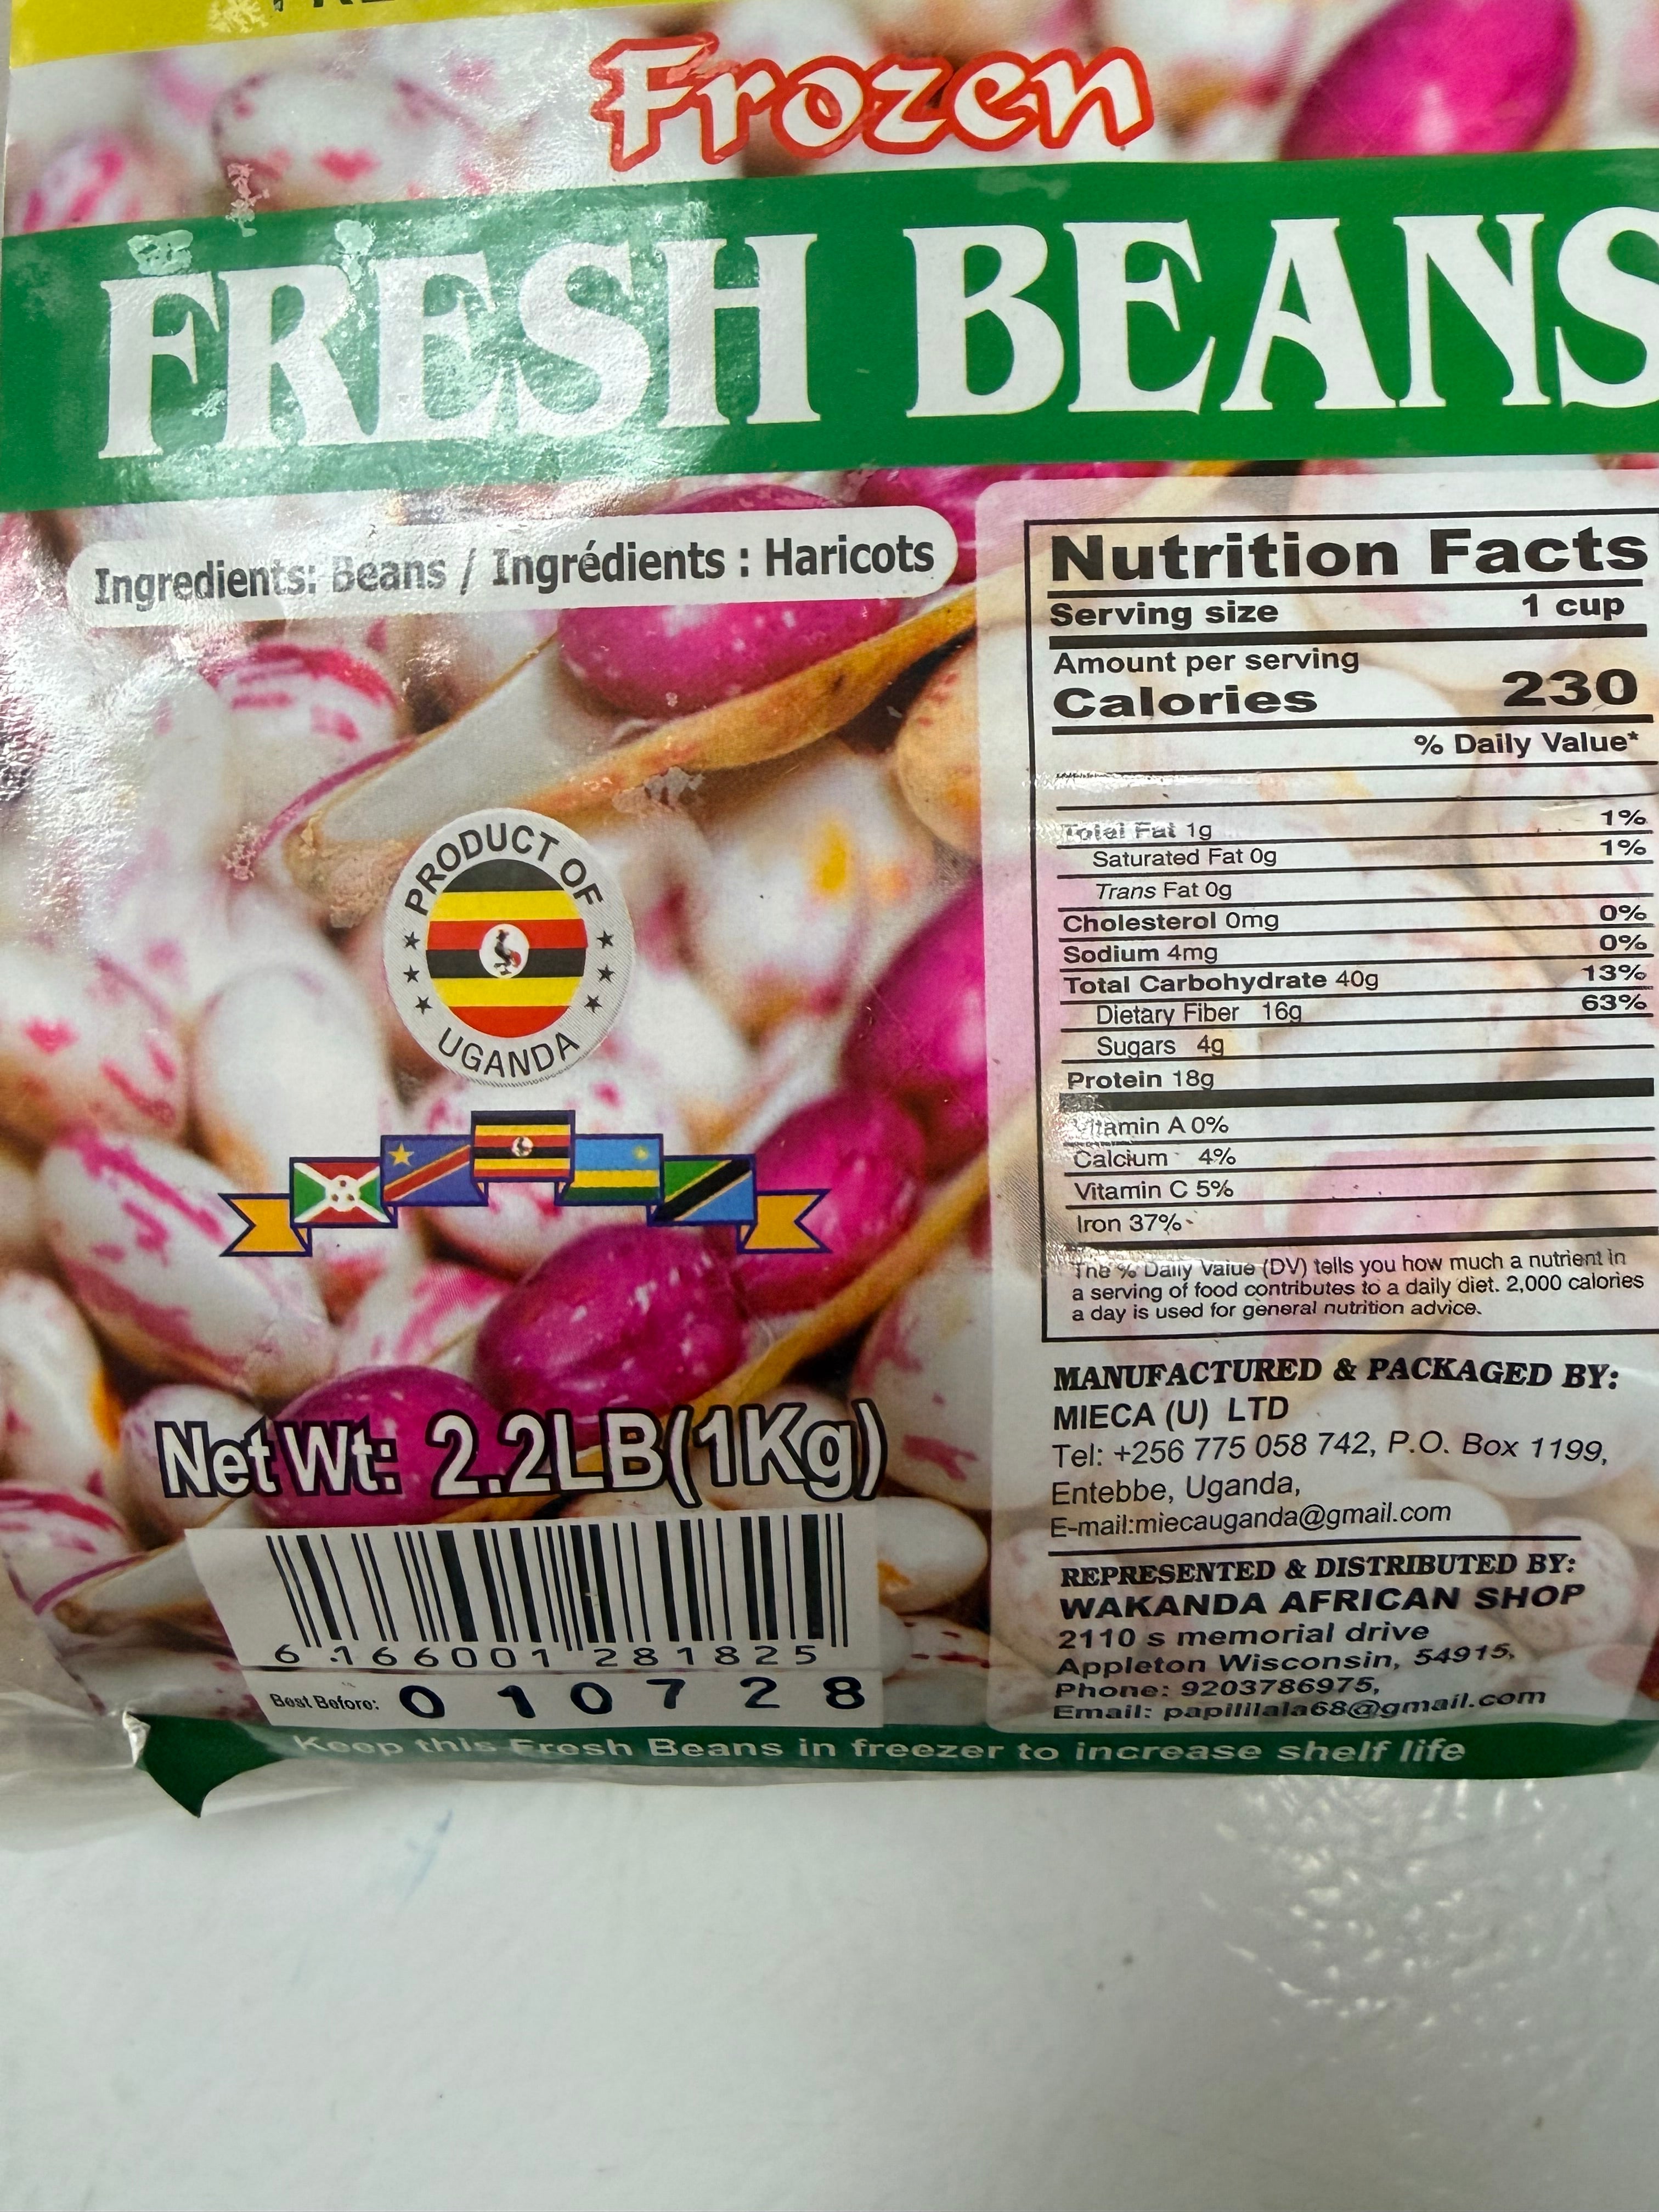 Frozen
FRESH BEANS
Ingredients: Beans / Ingrédients : Haricots
PRODUCT OF
UGANDA
Net Wt: 2.2LB(1Kg)
6 166001 281825
Best Before: 010728
Nutrition Facts
Serving size 1 cup
Amount per serving
Calories 230
% Daily Value*
Total Fat 1g 1%
Saturated Fat 0g 1%
Trans Fat 0g
Cholesterol 0mg 0%
Sodium 4mg 0%
Total Carbohydrate 40g 13%
Dietary Fiber 16g 63%
Sugars 4g
Protein 18g
Vitamin A 0%
Calcium 4%
Vitamin C 5%
Iron 37%
The % Daily Value (DV) tells you how much a nutrient in
a serving of food contributes to a daily diet. 2,000 calories
a day is used for general nutrition advice.
MANUFACTURED & PACKAGED BY:
MIECA (U) LTD
Tel: +256 775 058 742, P.O. Box 1199,
Entebbe, Uganda,
E-mail:miecauganda@gmail.com
REPRESENTED & DISTRIBUTED BY:
WAKANDA AFRICAN SHOP
2110 s memorial drive
Appleton Wisconsin, 54915,
Phone: 9203786975,
Email: papillilala68@gmail.com
Keep this Fresh Beans in freezer to increase shelf life